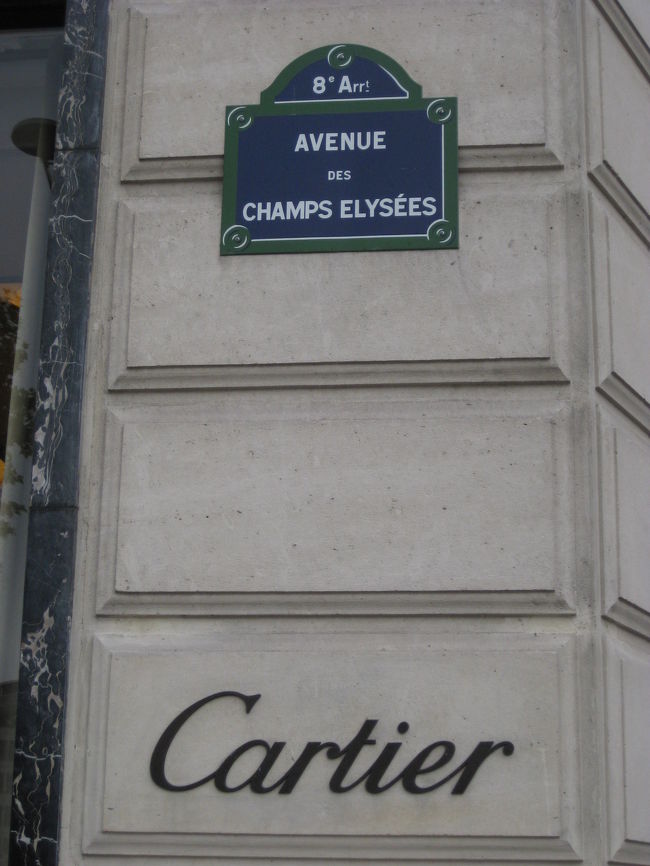 8e Arrt
AVENUE
DES
CHAMPS ELYSÉES
Cartier